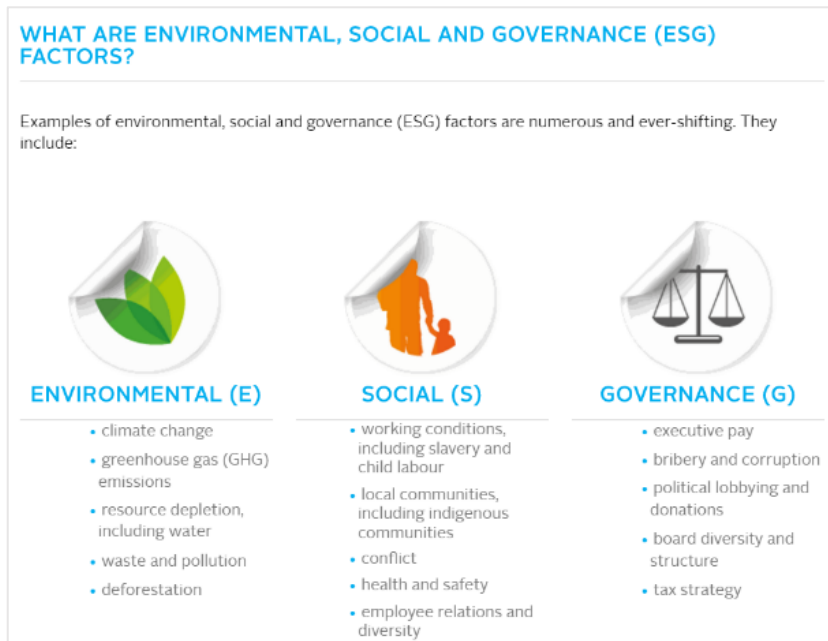 WHAT ARE ENVIRONMENTAL, SOCIAL AND GOVERNANCE (ESG)
FACTORS?
Examples of environmental, social and governance (ESG) factors are numerous and ever-shifting. They
include:
ENVIRONMENTAL (E)
• climate change
• greenhouse gas (GHG)
emissions
• resource depletion,
including water
• waste and pollution
• deforestation
SOCIAL (S)
• working conditions,
including slavery and
child labour
• local communities,
including indigenous
communities
• conflict
• health and safety
• employee relations and
diversity
GOVERNANCE (G)
• executive pay
• bribery and corruption
• political lobbying and
donations
• board diversity and
structure
• tax strategy